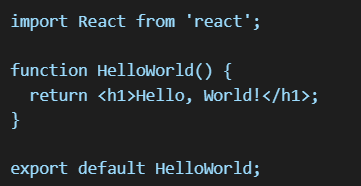 import React from 'react';
function HelloWorld() {
return <h1>Hello, World!</h1>;
}
export default HelloWorld;